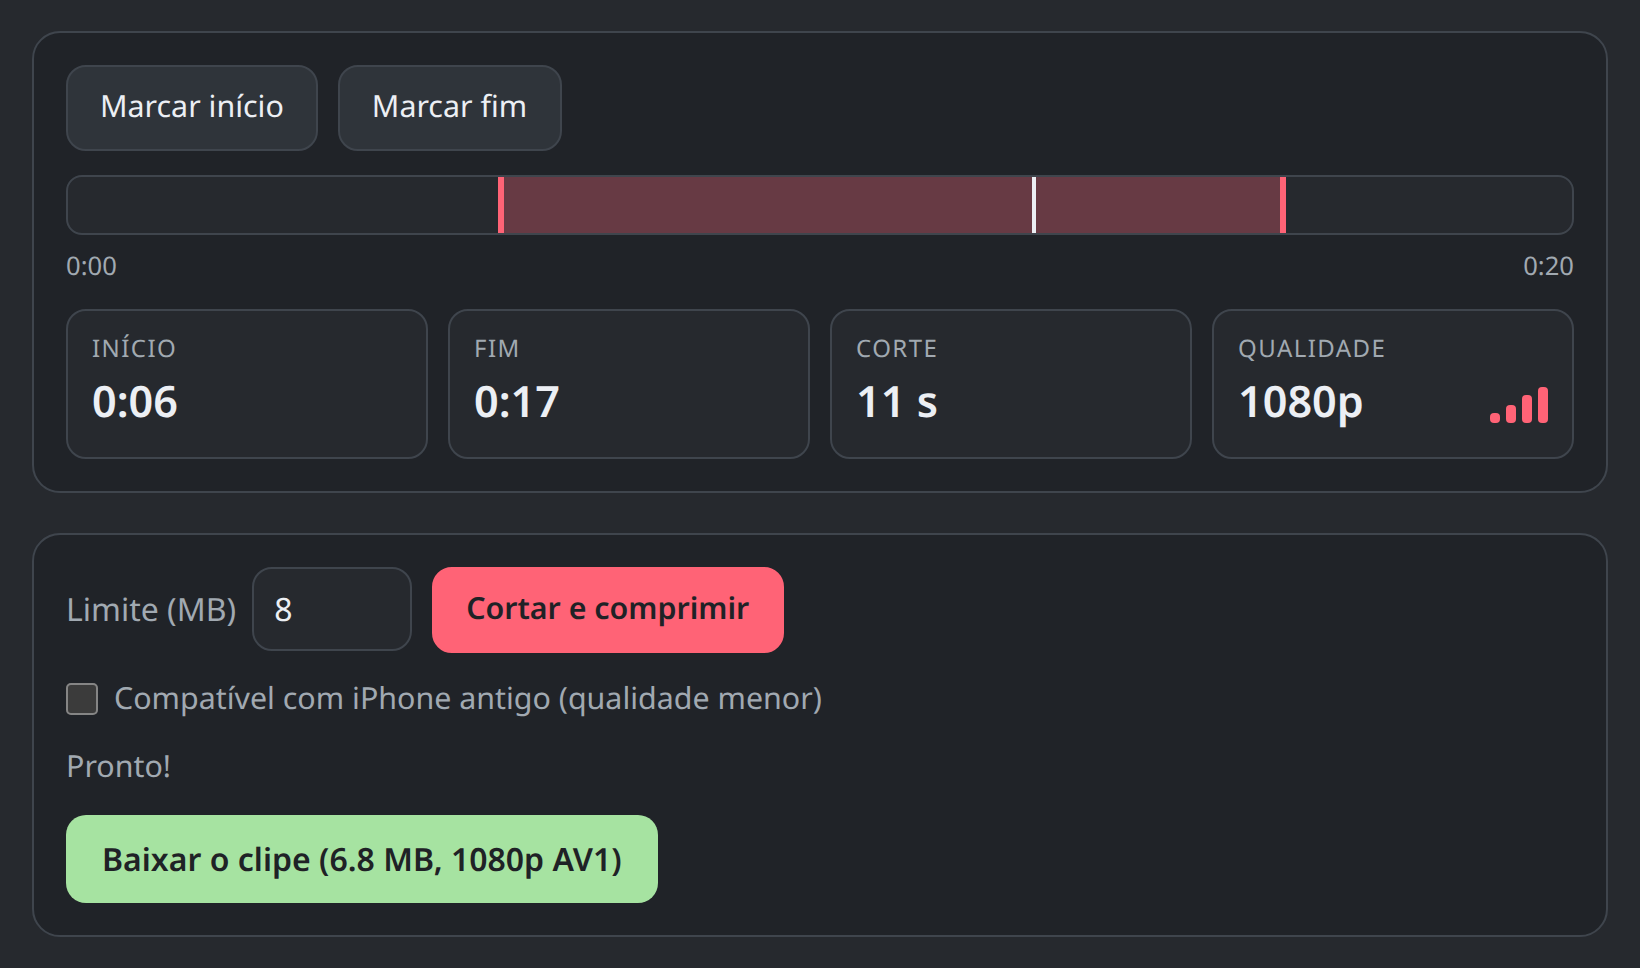 Marcar início
Marcar fim
0:00
0:20
INÍCIO
0:06
FIM
0:17
CORTE
11 s
QUALIDADE
1080p
Limite (MB)
8
Cortar e comprimir
Compatível com iPhone antigo (qualidade menor)
Pronto!
Baixar o clipe (6.8 MB, 1080p AV1)